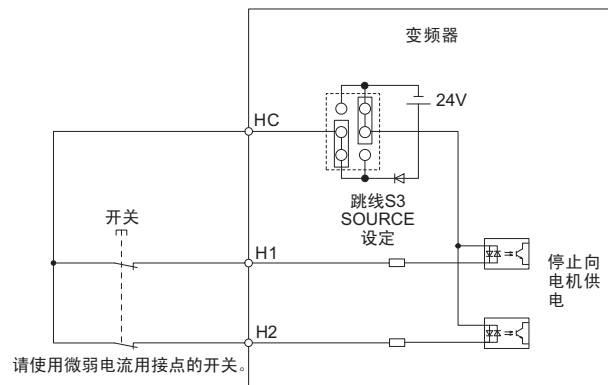 变频器
24V
HC
跳线S3
SOURCE
设定
开关
H1
停止向
电机供
电
H2
请使用微弱电流用接点的开关。